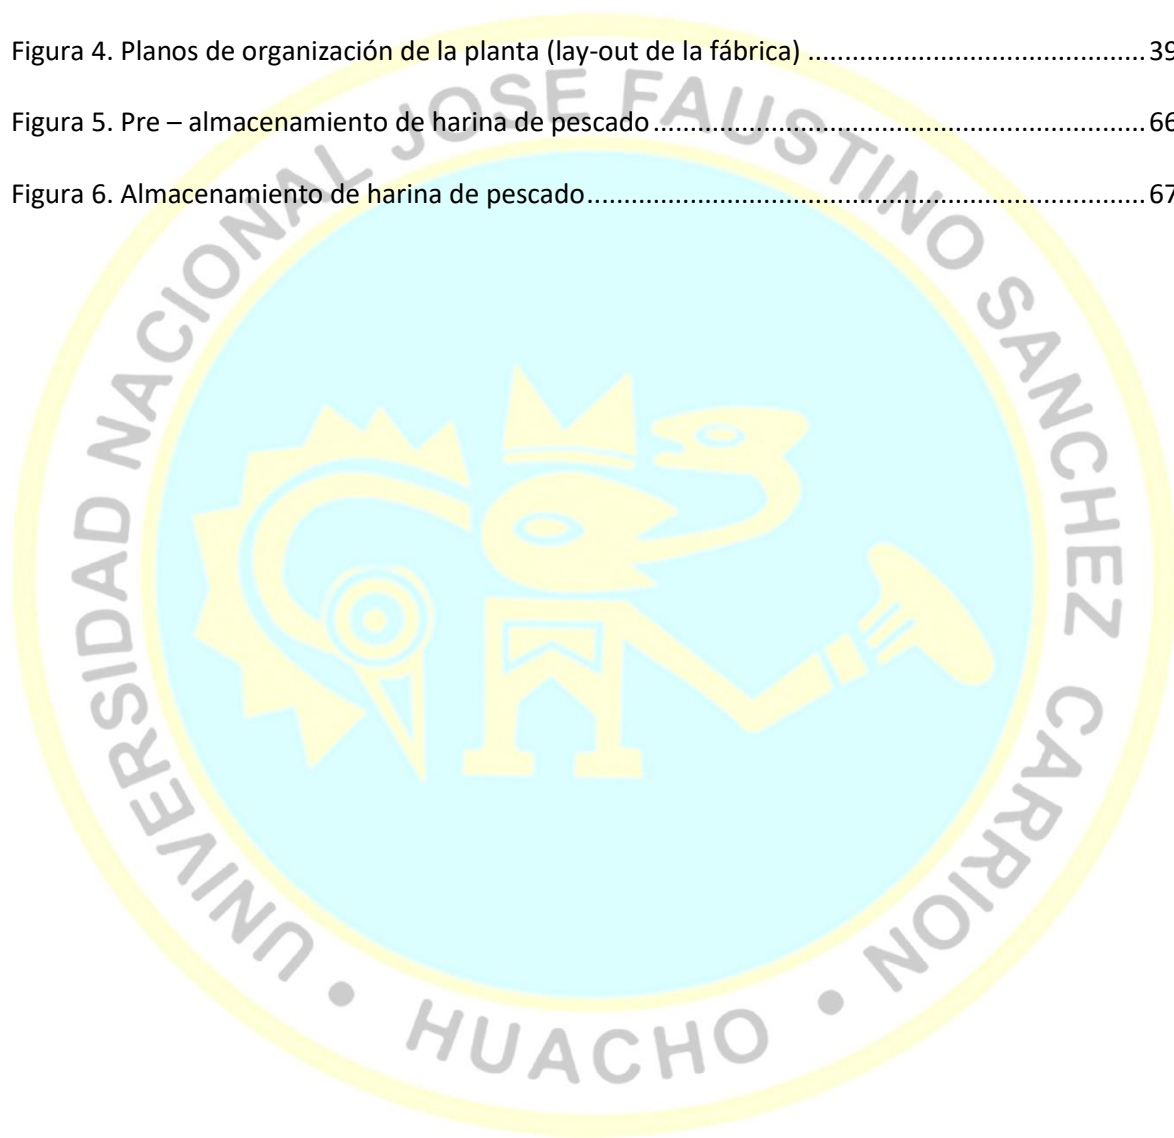 Figura 4. Planos de organización de la planta (lay-out de la fábrica) ............................................. 39
Figura 5. Pre – almacenamiento de harina de pescado ................................................................. 66
Figura 6. Almacenamiento de harina de pescado .......................................................................... 67
UNIVERSIDAD NACIONAL JOSE FAUSTINO SANCHEZ CARRION • HUACHO •